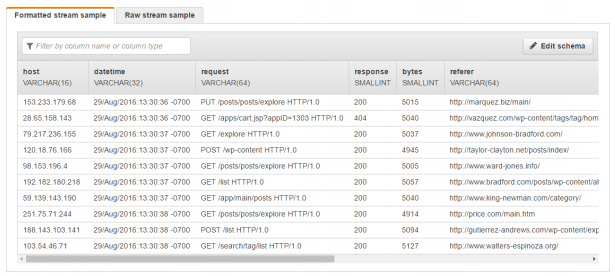 Formatted stream sample Raw stream sample
Filter by column name or column type Edit schema
host datetime request response bytes referer
VARCHAR(16) VARCHAR(32) VARCHAR(64) SMALLINT SMALLINT VARCHAR(64)
153.233.179.68 29/Aug/2016:13:30:36 -0700 PUT /posts/posts/explore HTTP/1.0 200 5015 http://marquez.biz/main/
28.65.158.143 29/Aug/2016:13:30:36 -0700 GET /apps/cart.jsp?appID=1303 HTTP/1.0 404 5040 http://vazquez.com/wp-content/tags/tag/hom
79.217.236.155 29/Aug/2016:13:30:37 -0700 GET /explore HTTP/1.0 200 5037 http://www.johnson-bradford.com/
120.18.76.166 29/Aug/2016:13:30:37 -0700 POST /wp-content HTTP/1.0 200 4945 http://taylor-clayton.net/posts/index/
98.153.196.4 29/Aug/2016:13:30:37 -0700 GET /posts/posts/explore HTTP/1.0 200 5005 http://www.ward-jones.info/
192.182.180.218 29/Aug/2016:13:30:37 -0700 GET /list HTTP/1.0 200 5057 http://www.bradford.com/posts/wp-content/al
59.139.143.190 29/Aug/2016:13:30:37 -0700 GET /app/main/posts HTTP/1.0 200 5040 http://www.king-newman.com/category/
251.75.71.244 29/Aug/2016:13:30:38 -0700 GET /posts/posts/explore HTTP/1.0 200 4914 http://price.com/main.htm
188.143.103.141 29/Aug/2016:13:30:38 -0700 POST /list HTTP/1.0 200 5094 http://gutierrez-andrews.com/wp-content/exp
103.54.46.71 29/Aug/2016:13:30:38 -0700 GET /search/tag/list HTTP/1.0 200 5127 http://www.walters-espinoza.org/